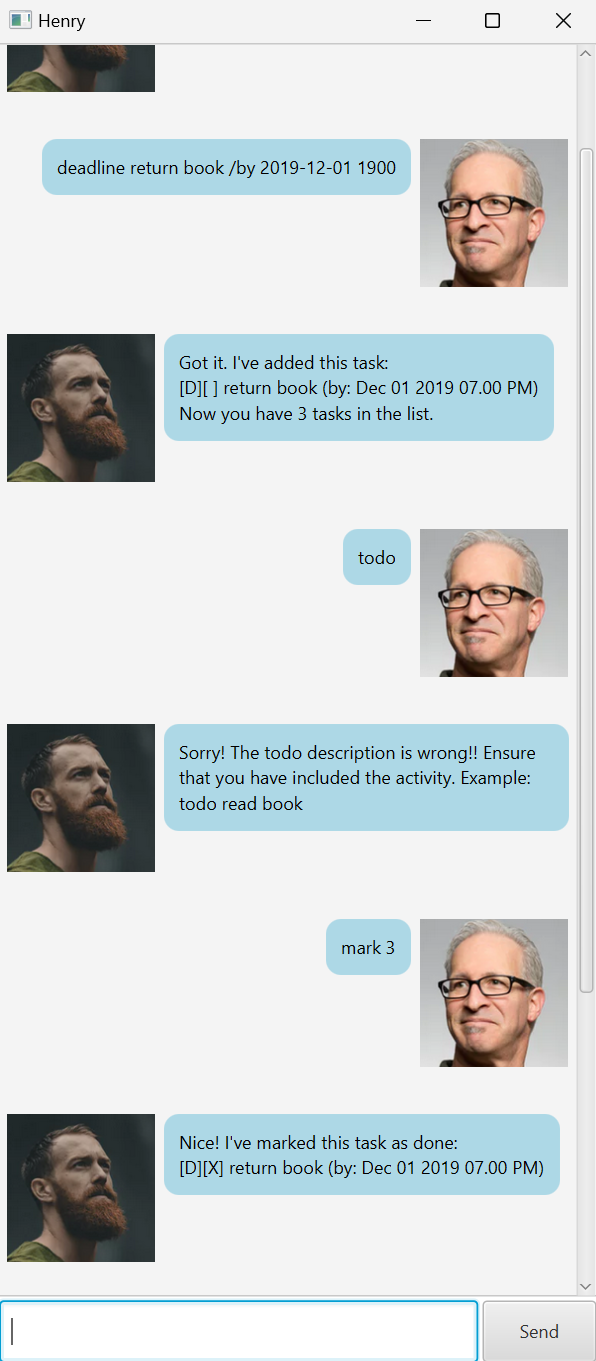 Henry
deadline return book /by 2019-12-01 1900
Got it. I've added this task:
[D][ ] return book (by: Dec 01 2019 07.00 PM)
Now you have 3 tasks in the list.
todo
Sorry! The todo description is wrong!! Ensure
that you have included the activity. Example:
todo read book
mark 3
Nice! I've marked this task as done:
[D][X] return book (by: Dec 01 2019 07.00 PM)
Send